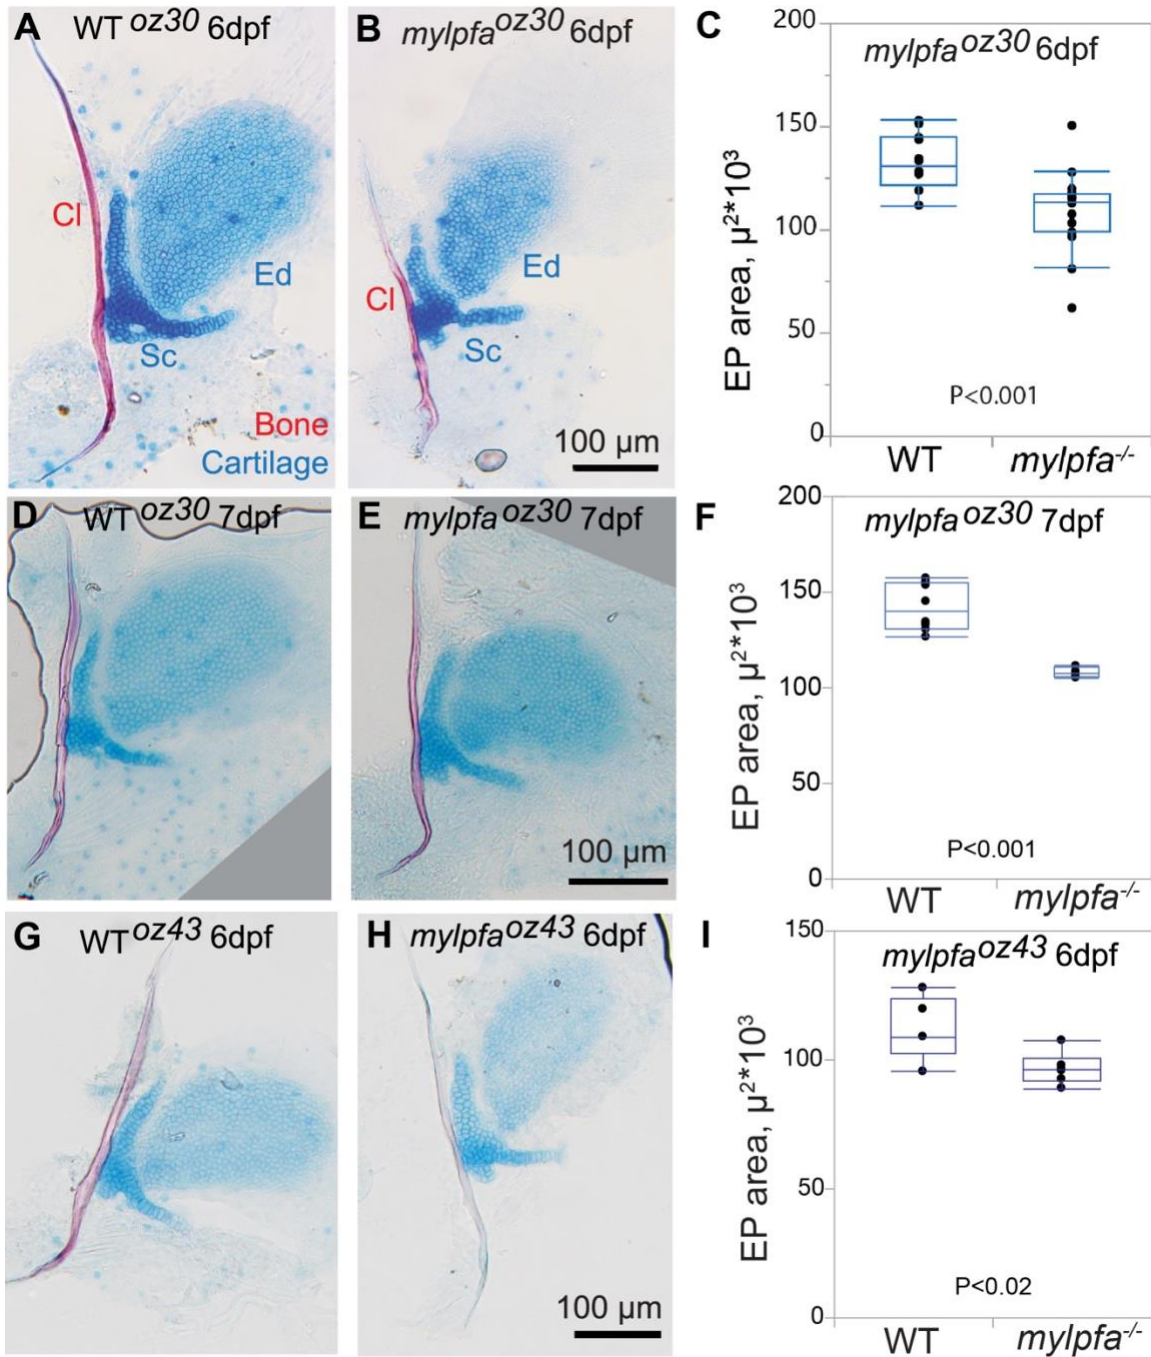 A WT oz30 6dpf
Cl
Ed
Sc
Bone
Cartilage
B mylpfa oz30 6dpf
Cl
Ed
Sc
100 µm
C
mylpfa oz30 6dpf
EP area, µ2*103
200
150
100
50
0
P<0.001
WT mylpfa-/-
D WT oz30 7dpf
E mylpfa oz30 7dpf
100 µm
F
mylpfa oz30 7dpf
EP area, µ2*103
200
150
100
50
0
P<0.001
WT mylpfa-/-
G WT oz43 6dpf
H mylpfa oz43 6dpf
100 µm
I
mylpfa oz43 6dpf
EP area, µ2*103
150
100
50
0
P<0.02
WT mylpfa-/-